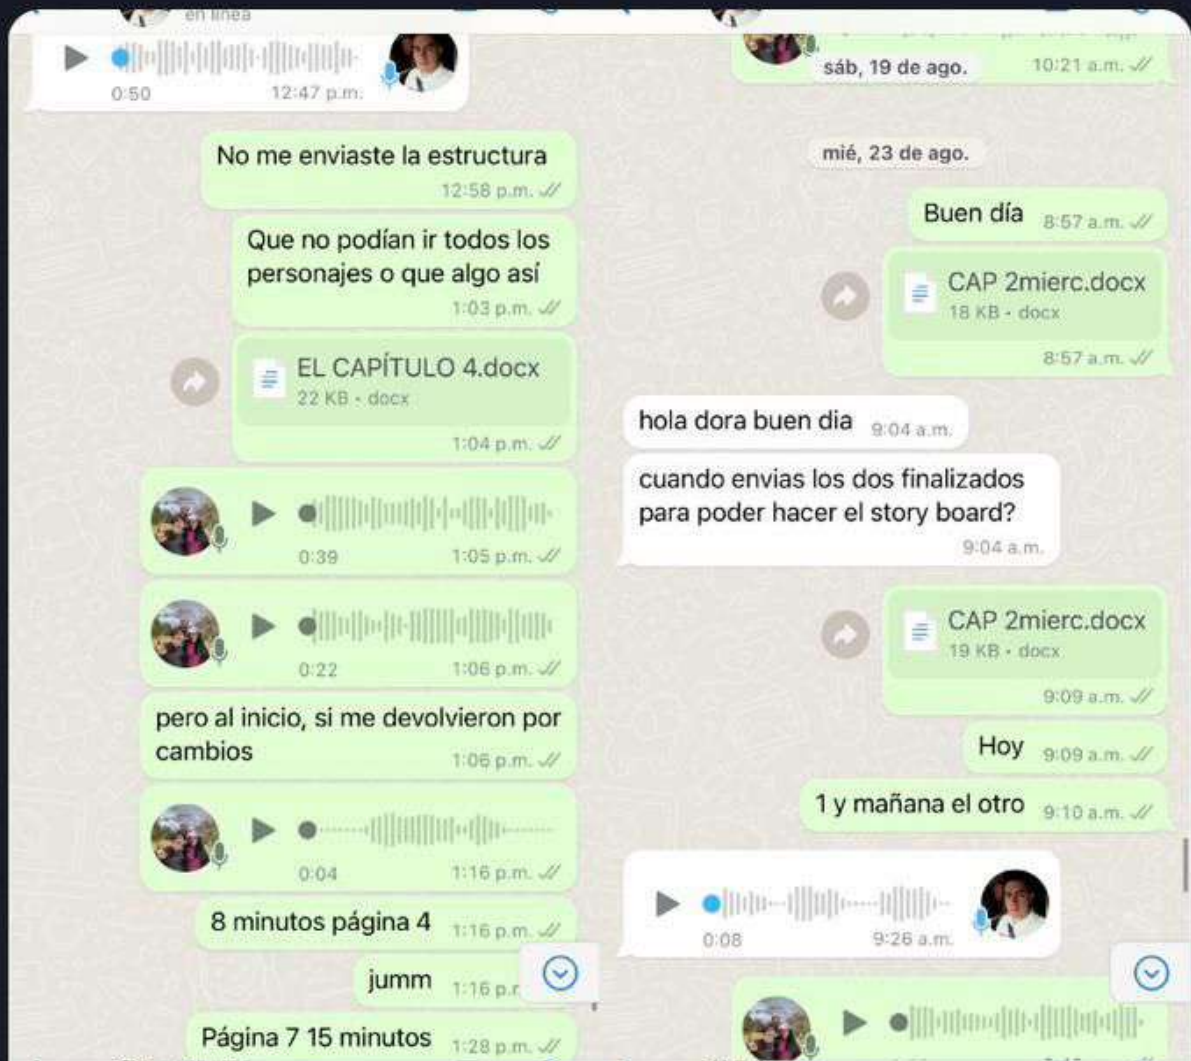 en línea
0:50 12:47 p.m.
No me enviaste la estructura
12:58 p.m.
Que no podían ir todos los
personajes o que algo así
1:03 p.m.
EL CAPÍTULO 4.docx
22 KB • docx
1:04 p.m.
0:39 1:05 p.m.
0:22 1:06 p.m.
pero al inicio, si me devolvieron por
cambios 1:06 p.m.
0:04 1:16 p.m.
8 minutos página 4 1:16 p.m.
jumm 1:16 p.
Página 7 15 minutos 1:28 p.m.
10:21 a.m.
sáb, 19 de ago.
mié, 23 de ago.
Buen día 8:57 a.m.
CAP 2mierc.docx
18 KB • docx
8:57 a.m.
hola dora buen dia 9:04 a.m.
cuando envias los dos finalizados
para poder hacer el story board?
9:04 a.m.
CAP 2mierc.docx
19 KB • docx
9:09 a.m.
Hoy 9:09 a.m.
1 y mañana el otro 9:10 a.m.
0:08 9:26 a.m.